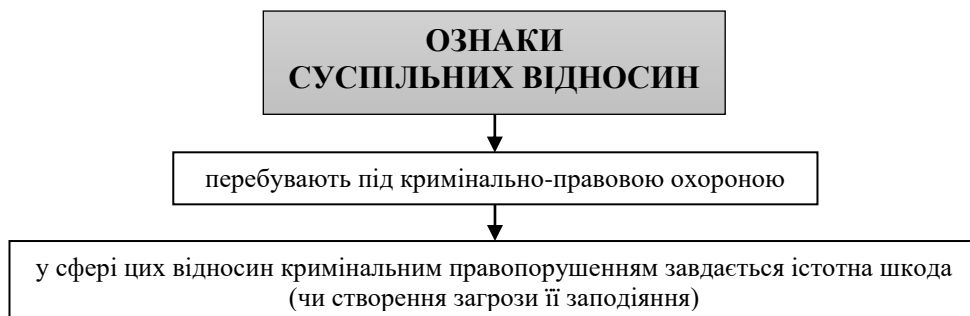 ОЗНАКИ
СУСПІЛЬНИХ ВІДНОСИН
перебувають під кримінально-правовою охороною
у сфері цих відносин кримінальним правопорушенням завдається істотна шкода
(чи створення загрози її заподіяння)